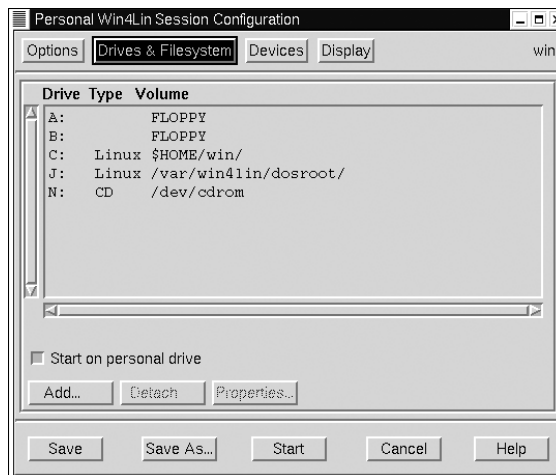 Personal Win4Lin Session Configuration
Options Drives & Filesystem Devices Display win
Drive Type Volume
A: FLOPPY
B: FLOPPY
C: Linux $HOME/win/
J: Linux /var/win4lin/dosroot/
N: CD /dev/cdrom
Start on personal drive
Add... Detach Properties...
Save Save As... Start Cancel Help